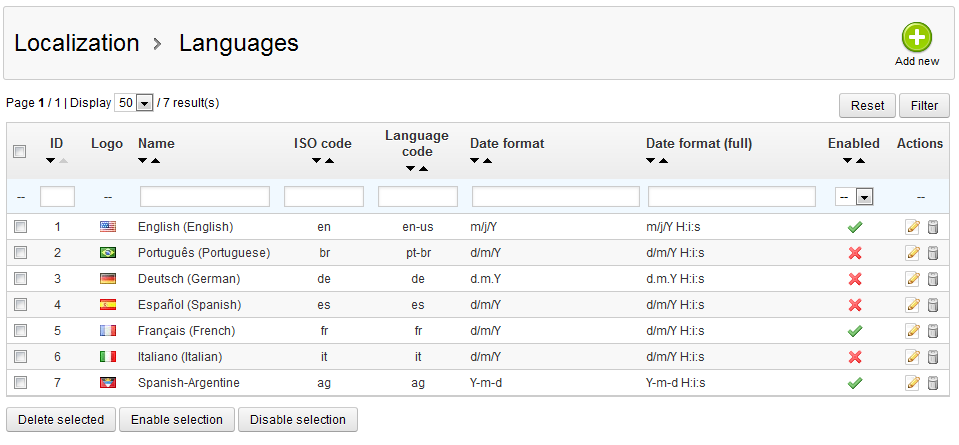 Localization > Languages
Add new
Page 1 / 1 | Display 50 / 7 result(s)
Reset Filter
ID Logo Name ISO code Language code Date format Date format (full) Enabled Actions
-- -- -- --
1 English (English) en en-us m/j/Y m/j/Y H:i:s
2 Português (Portuguese) br pt-br d/m/Y d/m/Y H:i:s
3 Deutsch (German) de de d.m.Y d.m.Y H:i:s
4 Español (Spanish) es es d/m/Y d/m/Y H:i:s
5 Français (French) fr fr d/m/Y d/m/Y H:i:s
6 Italiano (Italian) it it d/m/Y d/m/Y H:i:s
7 Spanish-Argentine ag ag Y-m-d Y-m-d H:i:s
Delete selected Enable selection Disable selection